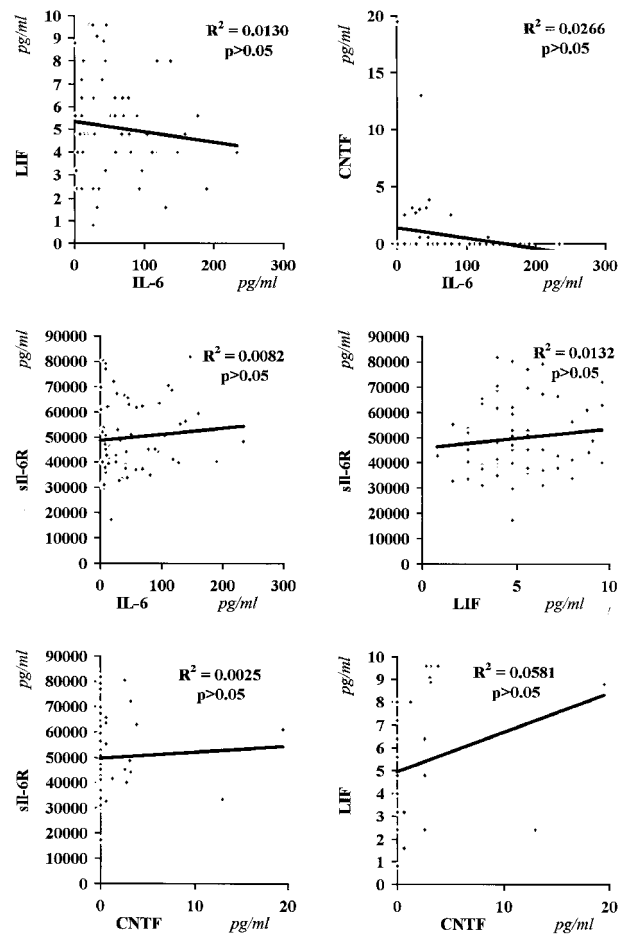 pg/ml
R² = 0.0130
p>0.05
10
9
8
7
6
5
4
3
2
1
0
LIF
0 100 200 300
IL-6 pg/ml
pg/ml
R² = 0.0266
p>0.05
20
15
10
5
0
CNTF
0 100 200 300
IL-6 pg/ml
pg/ml
R² = 0.0082
p>0.05
90000
80000
70000
60000
50000
40000
30000
20000
10000
0
sIl-6R
0 100 200 300
IL-6 pg/ml
pg/ml
R² = 0.0132
p>0.05
90000
80000
70000
60000
50000
40000
30000
20000
10000
0
sIl-6R
0 5 10
LIF pg/ml
pg/ml
R² = 0.0025
p>0.05
90000
80000
70000
60000
50000
40000
30000
20000
10000
0
sIl-6R
0 10 20
CNTF pg/ml
pg/ml
R² = 0.0581
p>0.05
10
9
8
7
6
5
4
3
2
1
0
LIF
0 10 20
CNTF pg/ml